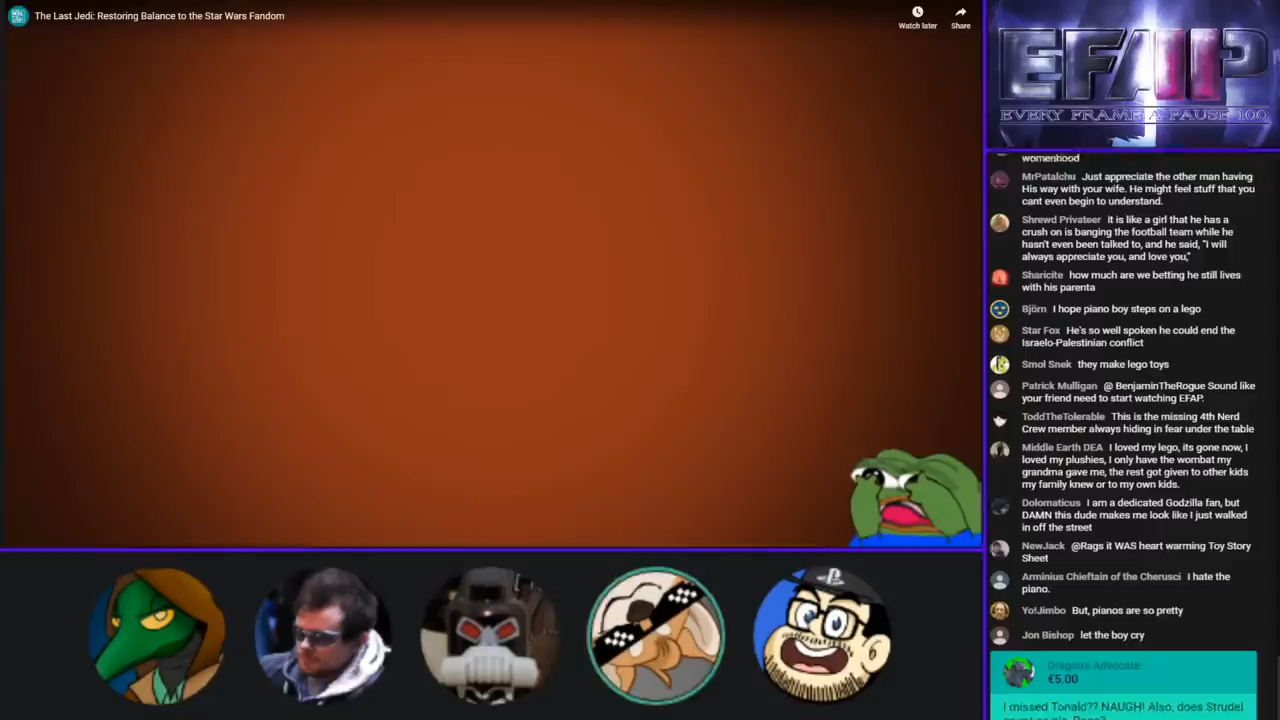 The Last Jedi: Restoring Balance to the Star Wars Fandom
Watch later
Share
EFAP
EVERY FRAME A PAUSE 100
womenhood
MrPatalchu Just appreciate the other man having
His way with your wife. He might feel stuff that you
cant even begin to understand.
Shrewd Privateer it is like a girl that he has a
crush on is banging the football team while he
hasn't even been talked to, and he said, "I will
always appreciate you, and love you,"
Sharicite how much are we betting he still lives
with his parenta
Björn I hope piano boy steps on a lego
Star Fox He's so well spoken he could end the
Israelo-Palestinian conflict
Smol Snek they make lego toys
Patrick Mulligan @ BenjaminTheRogue Sound like
your friend need to start watching EFAP.
ToddTheTolerable This is the missing 4th Nerd
Crew member always hiding in fear under the table
Middle Earth DEA I loved my lego, its gone now, I
loved my plushies, I only have the wombat my
grandma gave me, the rest got given to other kids
my family knew or to my own kids.
Dolomaticus I am a dedicated Godzilla fan, but
DAMN this dude makes me look like I just walked
in off the street
NewJack @Rags it WAS heart warming Toy Story
Sheet
Arminius Chieftain of the Cherusci I hate the
piano.
Yo!Jimbo But, pianos are so pretty
Jon Bishop let the boy cry
Dragons Advocate
€5.00
I missed Tonald?? NAUGH! Also, does Strudel